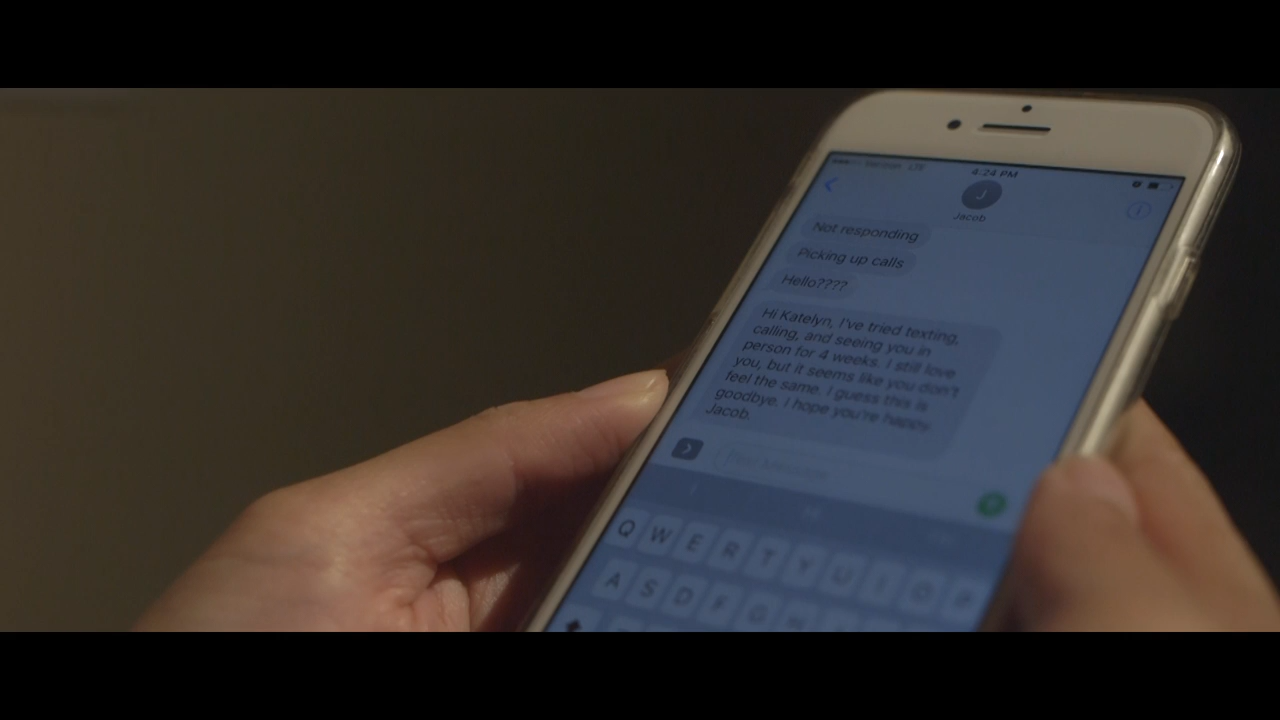 LTE
4:24 PM
J
Jacob
Not responding
Picking up calls
Hello????
Hi Katelyn, I've tried texting,
calling, and seeing you in
person for 4 weeks. I still love
you, but it seems like you don't
feel the same. I guess this is
goodbye. I hope you're happy.
Jacob.
Q W E R T Y U I O P
A S D F G H